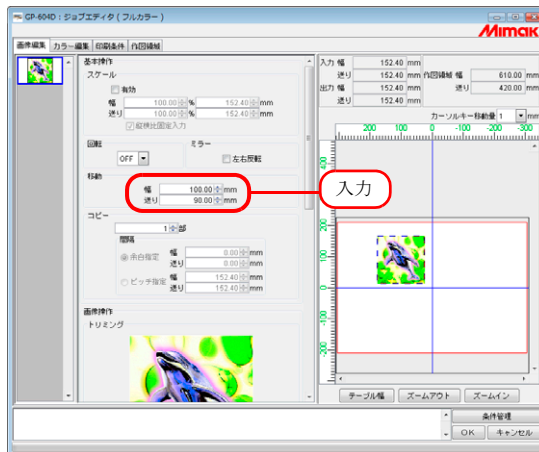 GP-604D : ジョブエディタ ( フルカラー )
Mimaki
画像編集 カラー編集 印刷条件 作図領域
基本操作
スケール
有効
幅 100.00 % 152.40 mm
送り 100.00 % 152.40 mm
縦横比固定入力
回転 ミラー
OFF 左右反転
移動
幅 100.00 mm
送り 90.00 mm
入力
コピー
1 部
間隔
余白指定 幅 0.00 mm
送り 0.00 mm
ピッチ指定 幅 152.40 mm
送り 152.40 mm
画像操作
トリミング
入力 幅 152.40 mm
送り 152.40 mm 作図領域 幅 610.00 mm
出力 幅 152.40 mm 送り 420.00 mm
送り 152.40 mm
カーソルキー移動量 1 mm
200 100 0 -100 -200 -300
200
100
0
-100
テーブル幅 ズームアウト ズームイン
条件管理
OK キャンセル